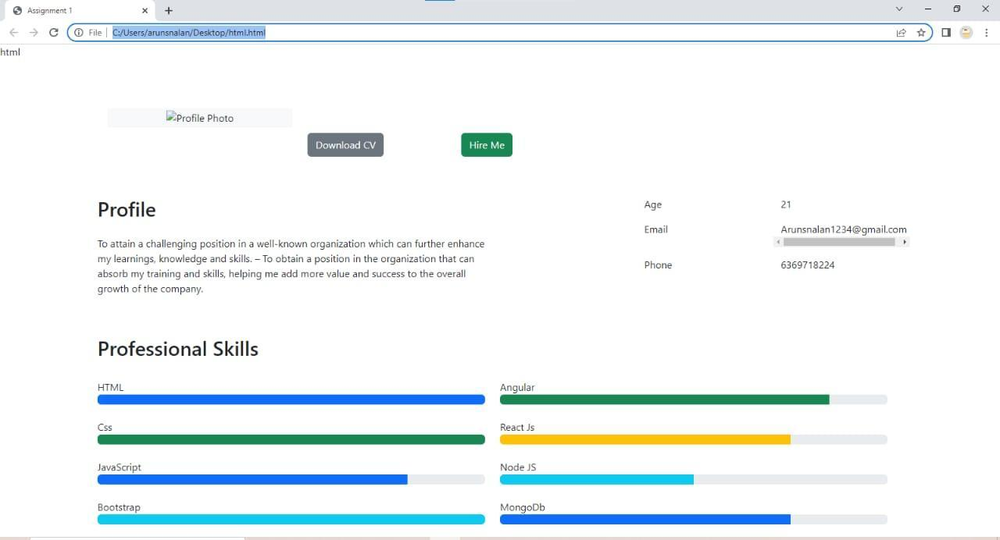 Assignment 1
File
C:/Users/arunsnalan/Desktop/html.html
html
Profile Photo
Download CV
Hire Me
Profile
To attain a challenging position in a well-known organization which can further enhance
my learnings, knowledge and skills. – To obtain a position in the organization that can
absorb my training and skills, helping me add more value and success to the overall
growth of the company.
Age 21
Email Arunsnalan1234@gmail.com
Phone 6369718224
Professional Skills
HTML
Angular
Css
React Js
JavaScript
Node JS
Bootstrap
MongoDb